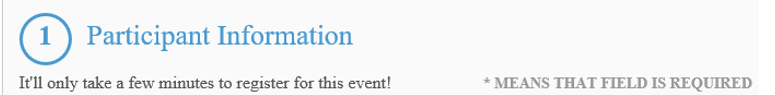 1 Participant Information
It'll only take a few minutes to register for this event! * MEANS THAT FIELD IS REQUIRED